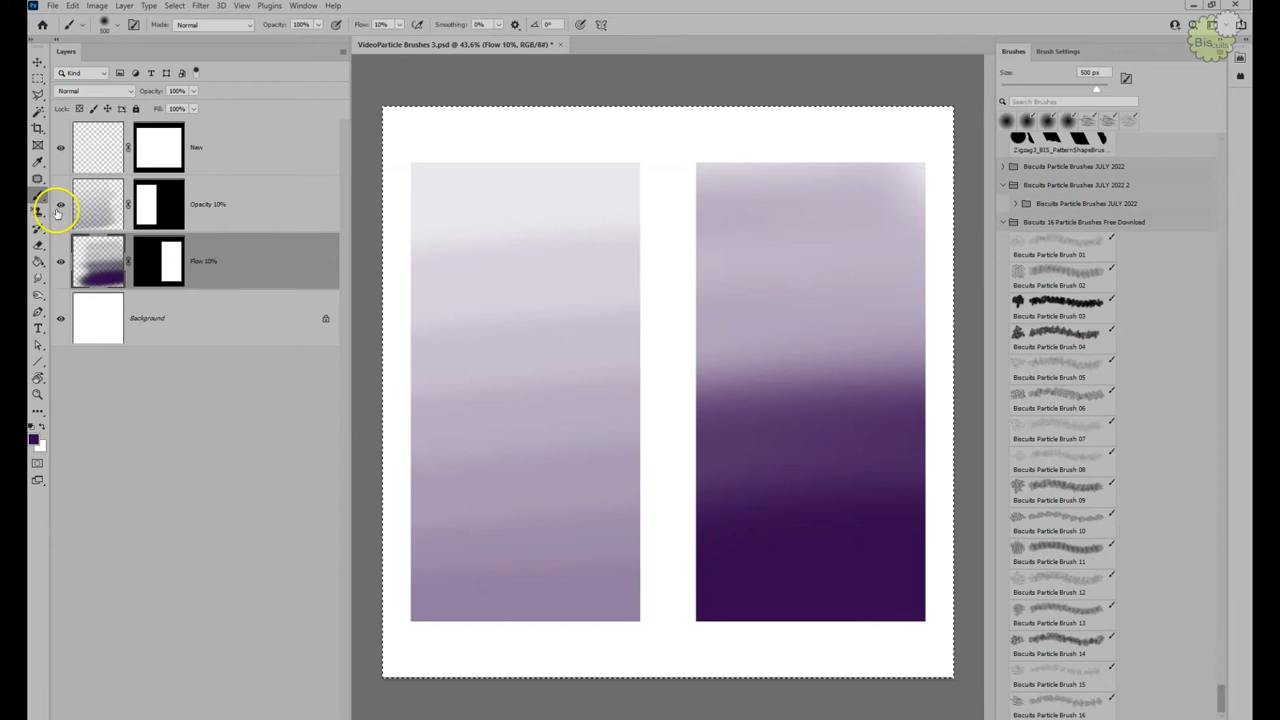 Ps File Edit Image Layer Type Select Filter 3D View Plugins Window Help
500 Mode: Normal Opacity: 100% Flow: 10% Smoothing: 0% 0°
Layers
VideoParticle Brushes 3.psd @ 43,6% (Flow 10%, RGB/8#) * ×
Biscuits
Brushes Brush Settings
Kind
Size: 500 px
Normal Opacity: 100%
Search Brushes
Lock: Fill: 100%
New
Opacity 10%
Flow 10%
Background
Zigzag3_BIS_PatternShapeBrus...
Biscuits Particle Brushes JULY 2022
Biscuits Particle Brushes JULY 2022 2
Biscuits Particle Brushes JULY 2022
Biscuits 16 Particle Brushes Free Download
Biscuits Particle Brush 01
Biscuits Particle Brush 02
Biscuits Particle Brush 03
Biscuits Particle Brush 04
Biscuits Particle Brush 05
Biscuits Particle Brush 06
Biscuits Particle Brush 07
Biscuits Particle Brush 08
Biscuits Particle Brush 09
Biscuits Particle Brush 10
Biscuits Particle Brush 11
Biscuits Particle Brush 12
Biscuits Particle Brush 13
Biscuits Particle Brush 14
Biscuits Particle Brush 15
Biscuits Particle Brush 16